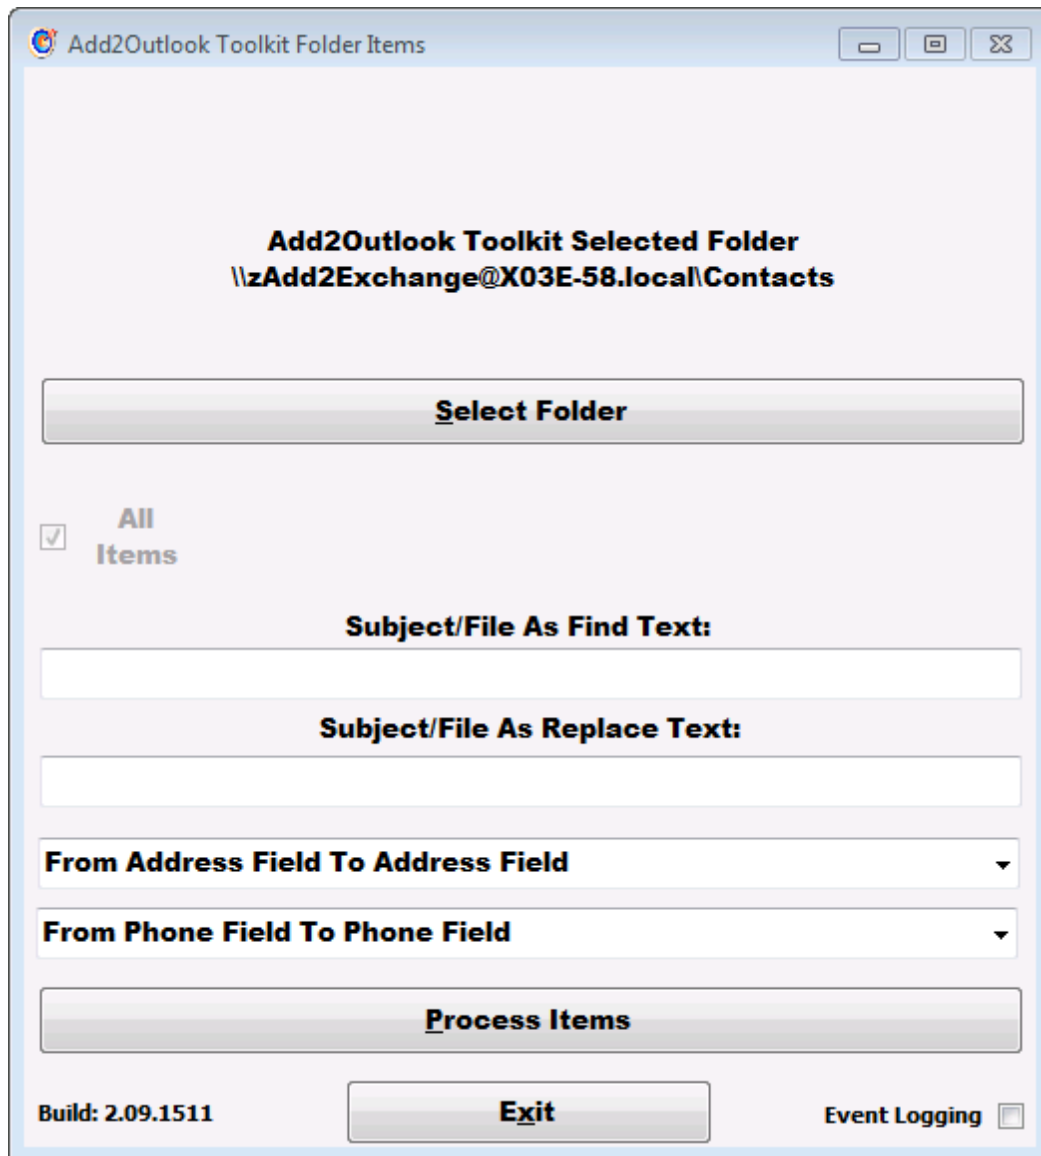 Add2Outlook Toolkit Folder Items
Add2Outlook Toolkit Selected Folder
\\zAdd2Exchange@X03E-58.local\Contacts
Select Folder
All
Items
Subject/File As Find Text:
Subject/File As Replace Text:
From Address Field To Address Field
From Phone Field To Phone Field
Process Items
Build: 2.09.1511
Exit
Event Logging